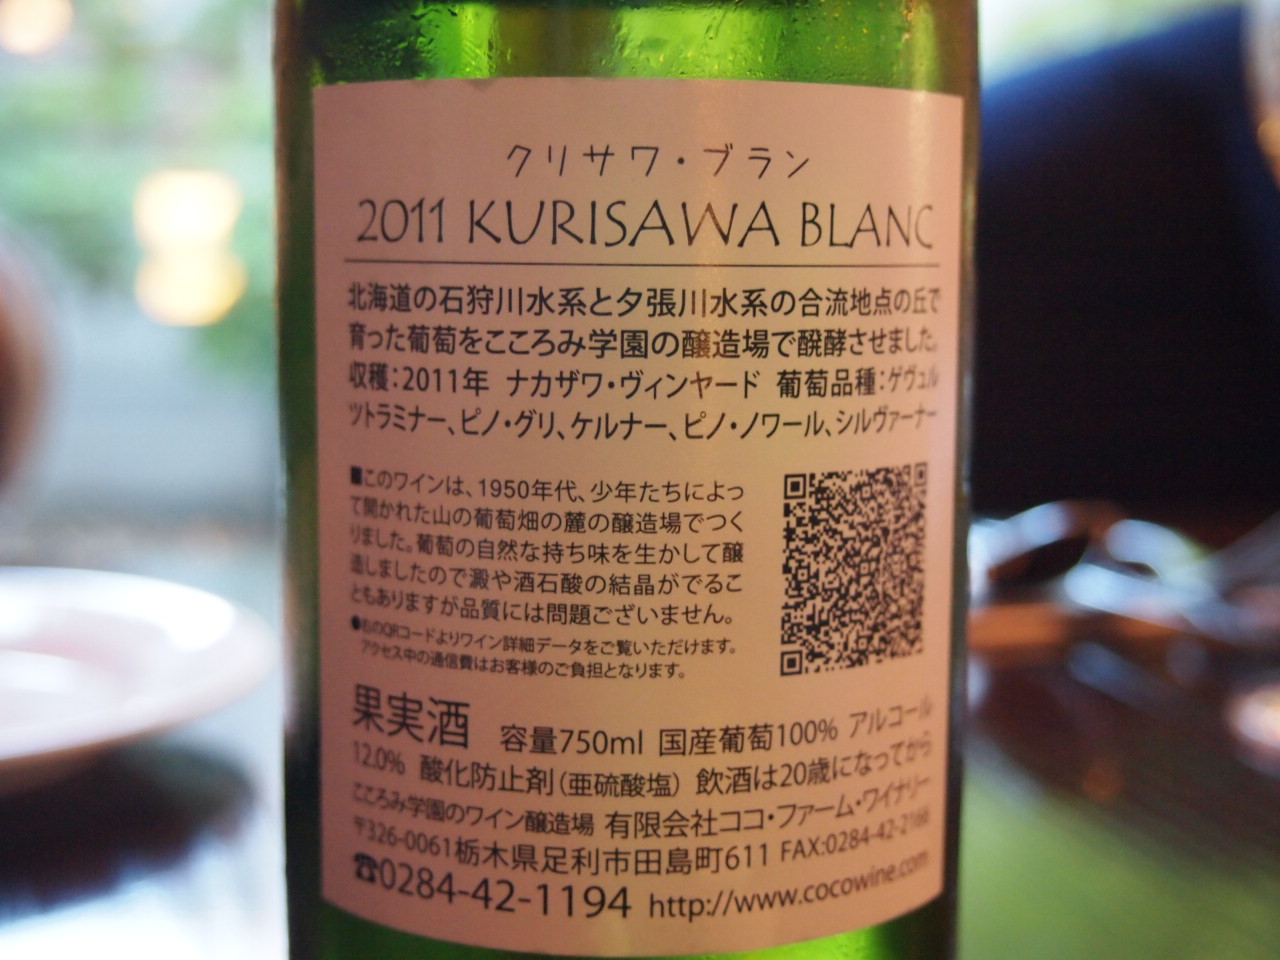 クリサワ・ブラン
2011 KURISAWA BLANC
北海道の石狩川水系と夕張川水系の合流地点の丘で
育った葡萄をこころみ学園の醸造場で醗酵させました。
収穫：2011年 ナカザワ・ヴィンヤード 葡萄品種：ゲヴュル
ツトラミナー、ピノ・グリ、ケルナー、ピノ・ノワール、シルヴァーナー
■このワインは、1950年代、少年たちによっ
て開かれた山の葡萄畑の麓の醸造場でつく
りました。葡萄の自然な持ち味を生かして醸
造しましたので澱や酒石酸の結晶がでるこ
ともありますが品質には問題ございません。
●右のQRコードよりワイン詳細データをご覧いただけます。
アクセス中の通信費はお客様のご負担となります。
果実酒 容量750ml 国産葡萄100% アルコール
12.0% 酸化防止剤（亜硫酸塩） 飲酒は20歳になってから
こころみ学園のワイン醸造場 有限会社ココ・ファーム・ワイナリー
〒326-0061栃木県足利市田島町611 FAX:0284-42-2166
☎0284-42-1194 http://www.cocowine.com